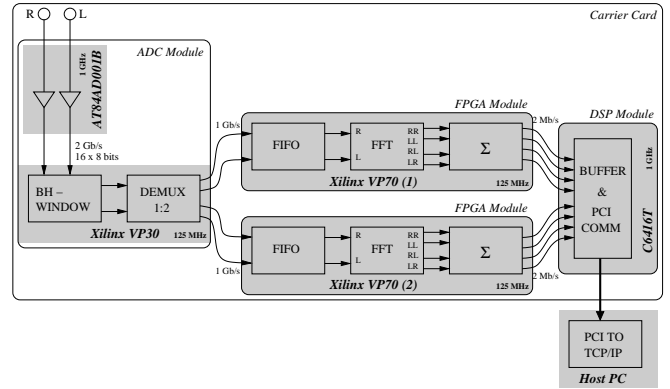 R L
Carrier Card
ADC Module
1 GHz
AT84AD001B
2 Gb/s
16 x 8 bits
BH –
WINDOW
DEMUX
1:2
Xilinx VP30
125 MHz
1 Gb/s
1 Gb/s
FPGA Module
FIFO
R
L
FFT
RR
LL
RL
LR
Σ
Xilinx VP70 (1)
125 MHz
2 Mb/s
FPGA Module
FIFO
R
L
FFT
RR
LL
RL
LR
Σ
Xilinx VP70 (2)
125 MHz
2 Mb/s
DSP Module
1 GHz
BUFFER
&
PCI
COMM
C6416T
PCI TO
TCP/IP
Host PC